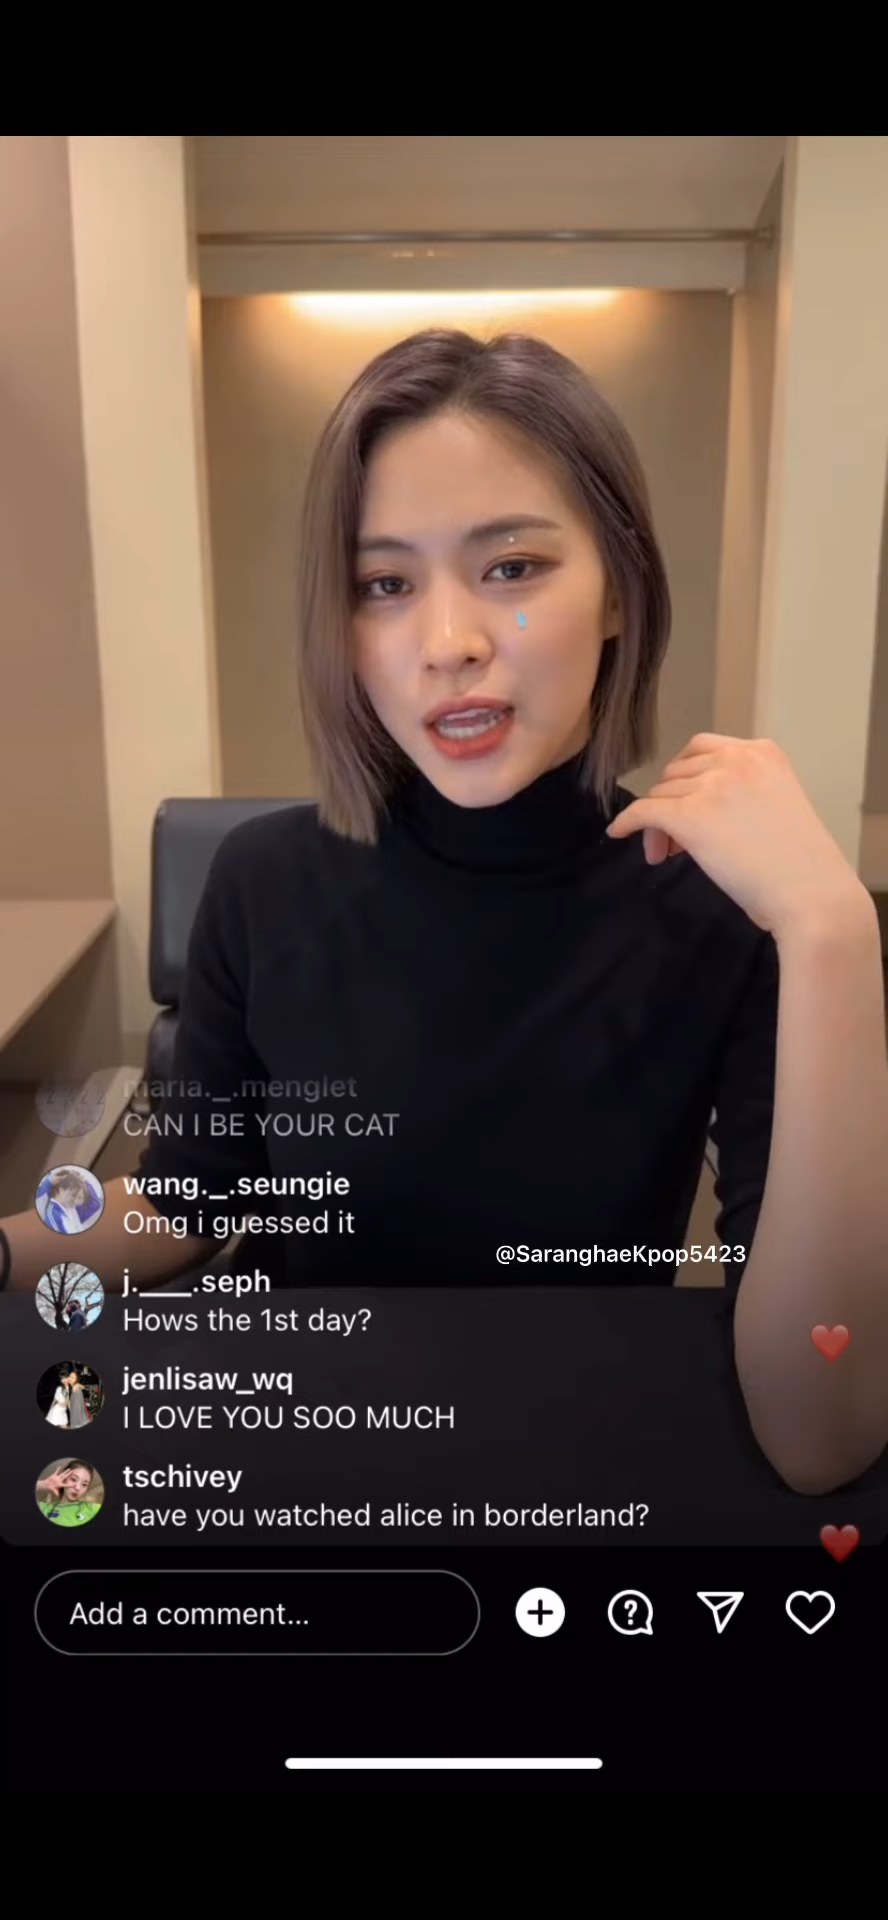 maria._.menglet
CAN I BE YOUR CAT
wang._.seungie
Omg i guessed it
@SaranghaeKpop5423
j.___.seph
Hows the 1st day?
jenlisaw_wq
I LOVE YOU SOO MUCH
tschivey
have you watched alice in borderland?
Add a comment...